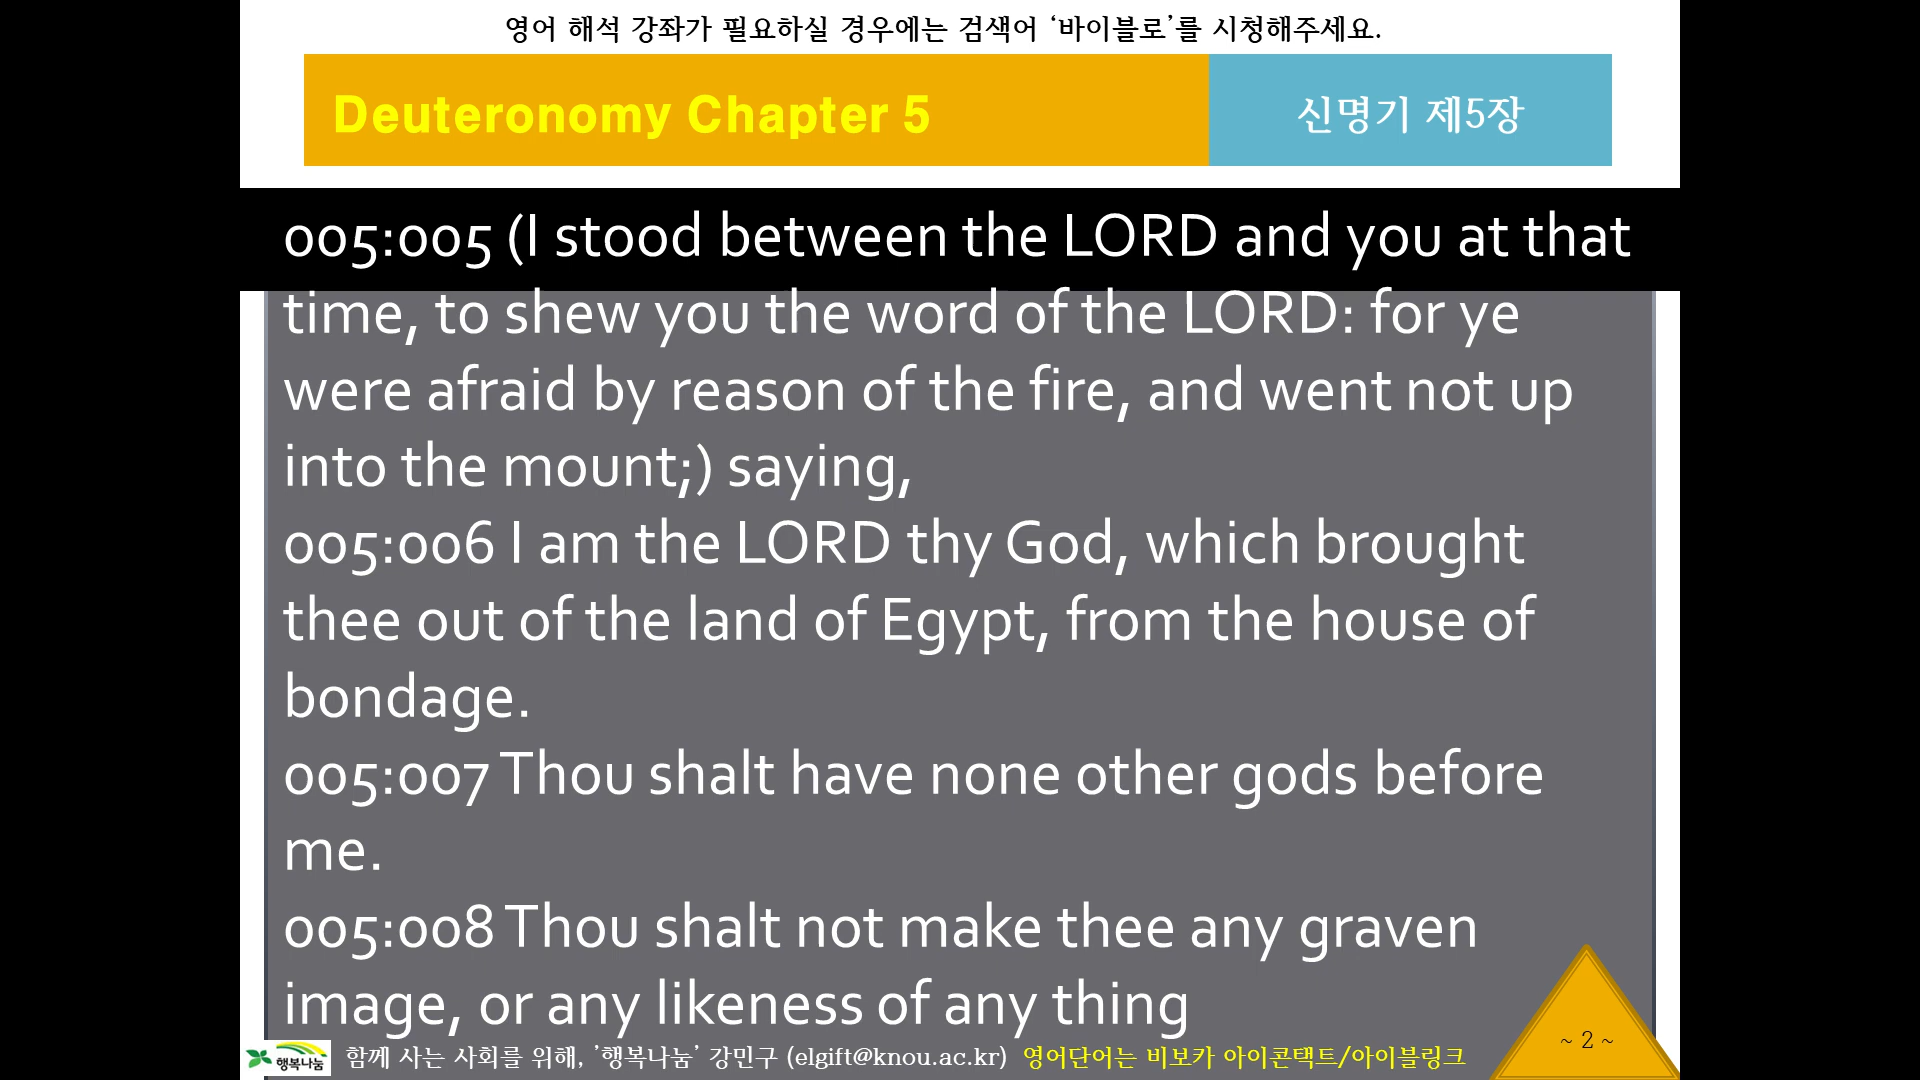 영어 해석 강좌가 필요하실 경우에는 검색어 ‘바이블로’를 시청해주세요.
Deuteronomy Chapter 5
신명기 제5장
005:005 (I stood between the LORD and you at that
time, to shew you the word of the LORD: for ye
were afraid by reason of the fire, and went not up
into the mount;) saying,
005:006 I am the LORD thy God, which brought
thee out of the land of Egypt, from the house of
bondage.
005:007 Thou shalt have none other gods before
me.
005:008 Thou shalt not make thee any graven
image, or any likeness of any thing
~ 2 ~
행복나눔
함께 사는 사회를 위해, ’행복나눔’ 강민구 (elgift@knou.ac.kr) 영어단어는 비보카 아이콘택트/아이블링크